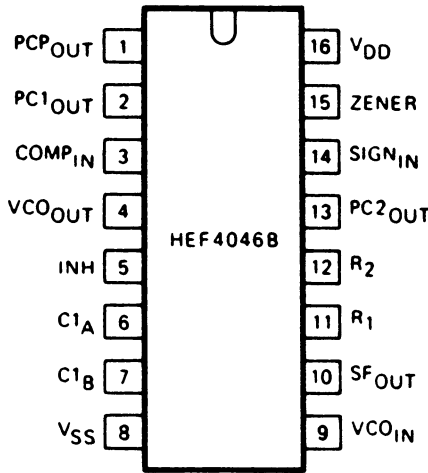 PCP_OUT 1 16 V_DD
PC1_OUT 2 15 ZENER
COMP_IN 3 14 SIGN_IN
VCO_OUT 4 13 PC2_OUT
HEF4046B
INH 5 12 R_2
C1_A 6 11 R_1
C1_B 7 10 SF_OUT
V_SS 8 9 VCO_IN